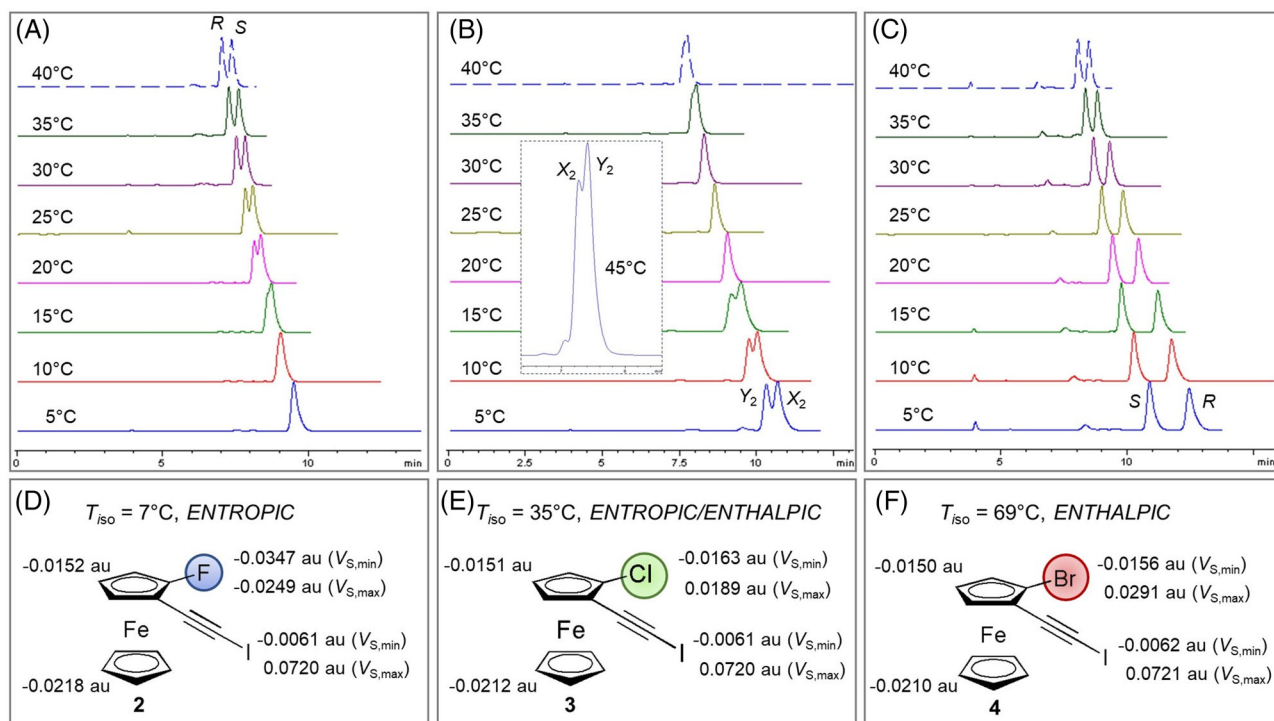 (A)
R S
40°C
35°C
30°C
25°C
20°C
15°C
10°C
5°C
5 10 min
(B)
40°C
35°C
30°C
25°C
20°C
15°C
10°C
5°C
X2 Y2
45°C
Y2 X2
0 2.5 5 7.5 10 min
(C)
40°C
35°C
30°C
25°C
20°C
15°C
10°C
5°C
S R
0 5 10 min
(D)
Tiso = 7°C, ENTROPIC
-0.0152 au
F
-0.0347 au (VS,min)
-0.0249 au (VS,max)
Fe
I
-0.0061 au (VS,min)
0.0720 au (VS,max)
-0.0218 au
2
(E)
Tiso = 35°C, ENTROPIC/ENTHALPIC
-0.0151 au
Cl
-0.0163 au (VS,min)
0.0189 au (VS,max)
Fe
I
-0.0061 au (VS,min)
0.0720 au (VS,max)
-0.0212 au
3
(F)
Tiso = 69°C, ENTHALPIC
-0.0150 au
Br
-0.0156 au (VS,min)
0.0291 au (VS,max)
Fe
I
-0.0062 au (VS,min)
0.0721 au (VS,max)
-0.0210 au
4